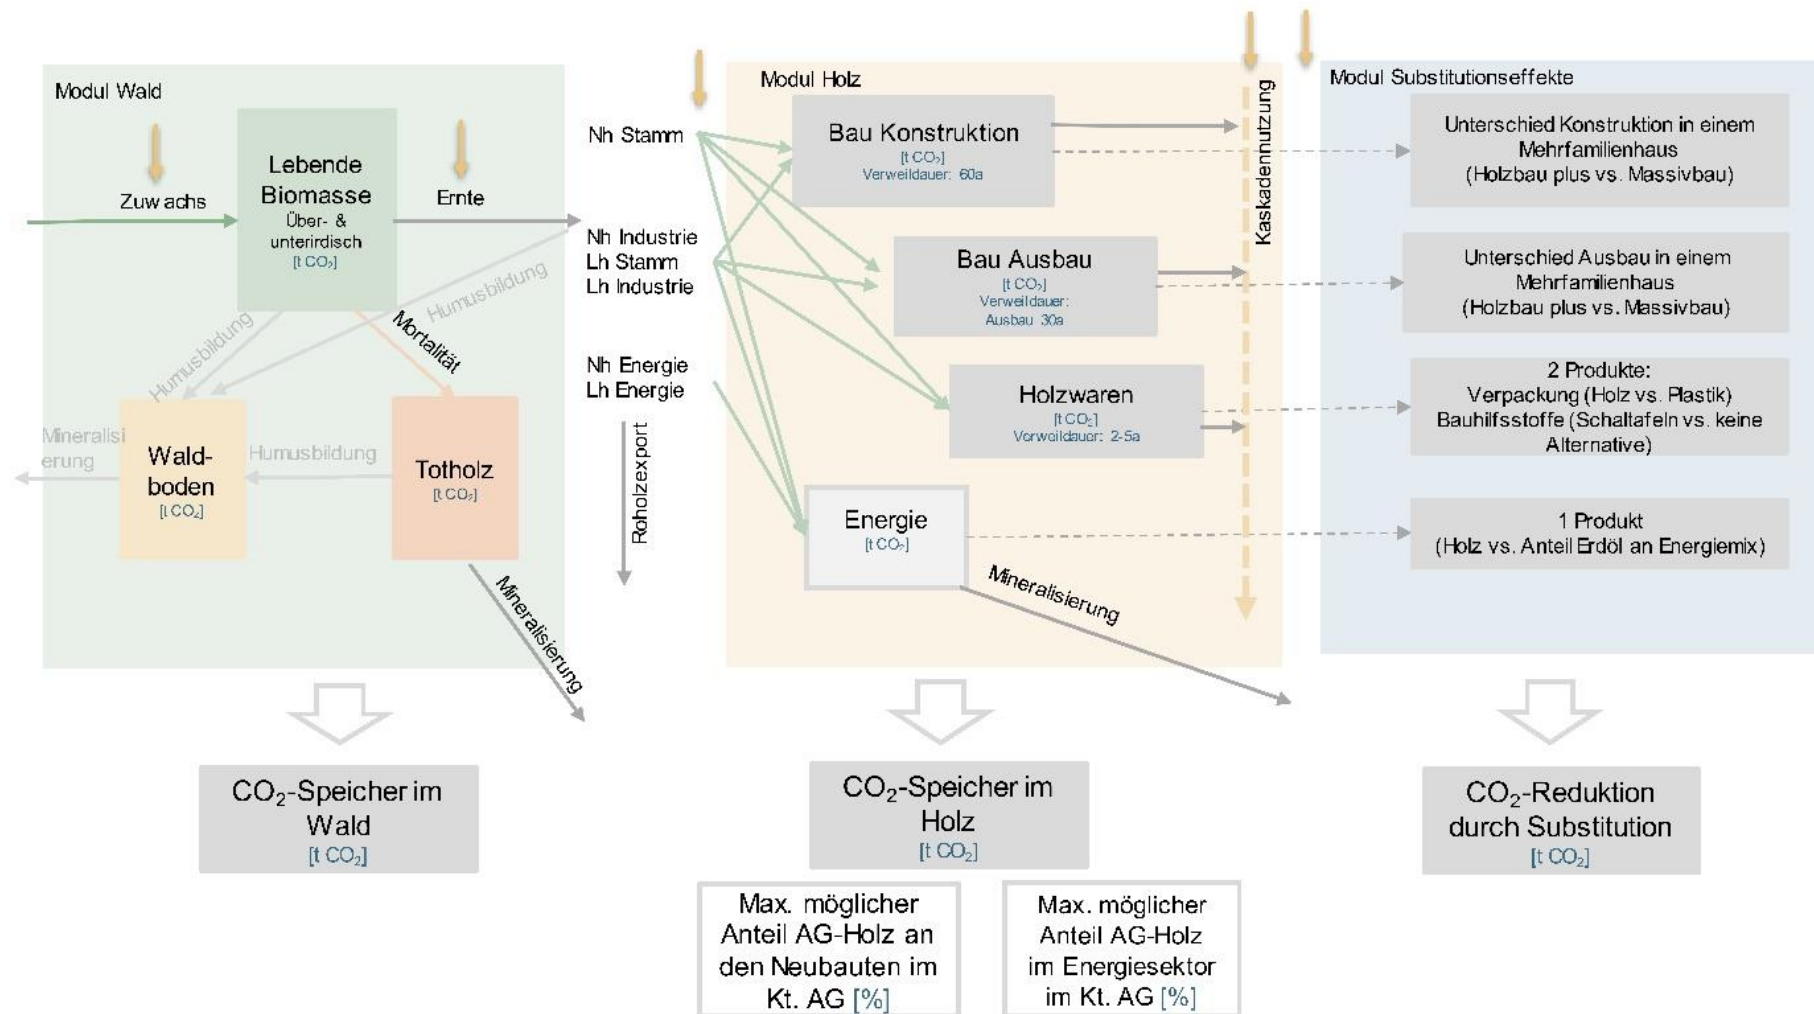 Modul Wald
Zuwachs
Lebende
Biomasse
Über- &
unterirdisch
[t CO₂]
Ernte
Humusbildung
Humusbildung
Mortalität
Mineralisi
erung
Wald-
boden
[t CO₂]
Humusbildung
Totholz
[t CO₂]
Mineralisierung
Nh Stamm
Nh Industrie
Lh Stamm
Lh Industrie
Nh Energie
Lh Energie
Roholzexport
Modul Holz
Bau Konstruktion
[t CO₂]
Verweildauer: 60a
Bau Ausbau
[t CO₂]
Verweildauer:
Ausbau 30a
Holzwaren
[t CO₂]
Verweildauer: 2-5a
Energie
[t CO₂]
Mineralisierung
Kaskadennutzung
Modul Substitutionseffekte
Unterschied Konstruktion in einem
Mehrfamilienhaus
(Holzbau plus vs. Massivbau)
Unterschied Ausbau in einem
Mehrfamilienhaus
(Holzbau plus vs. Massivbau)
2 Produkte:
Verpackung (Holz vs. Plastik)
Bauhilfsstoffe (Schaltafeln vs. keine
Alternative)
1 Produkt
(Holz vs. Anteil Erdöl an Energiemix)
CO₂-Speicher im
Wald
[t CO₂]
CO₂-Speicher im
Holz
[t CO₂]
CO₂-Reduktion
durch Substitution
[t CO₂]
Max. möglicher
Anteil AG-Holz an
den Neubauten im
Kt. AG [%]
Max. möglicher
Anteil AG-Holz
im Energiesektor
im Kt. AG [%]